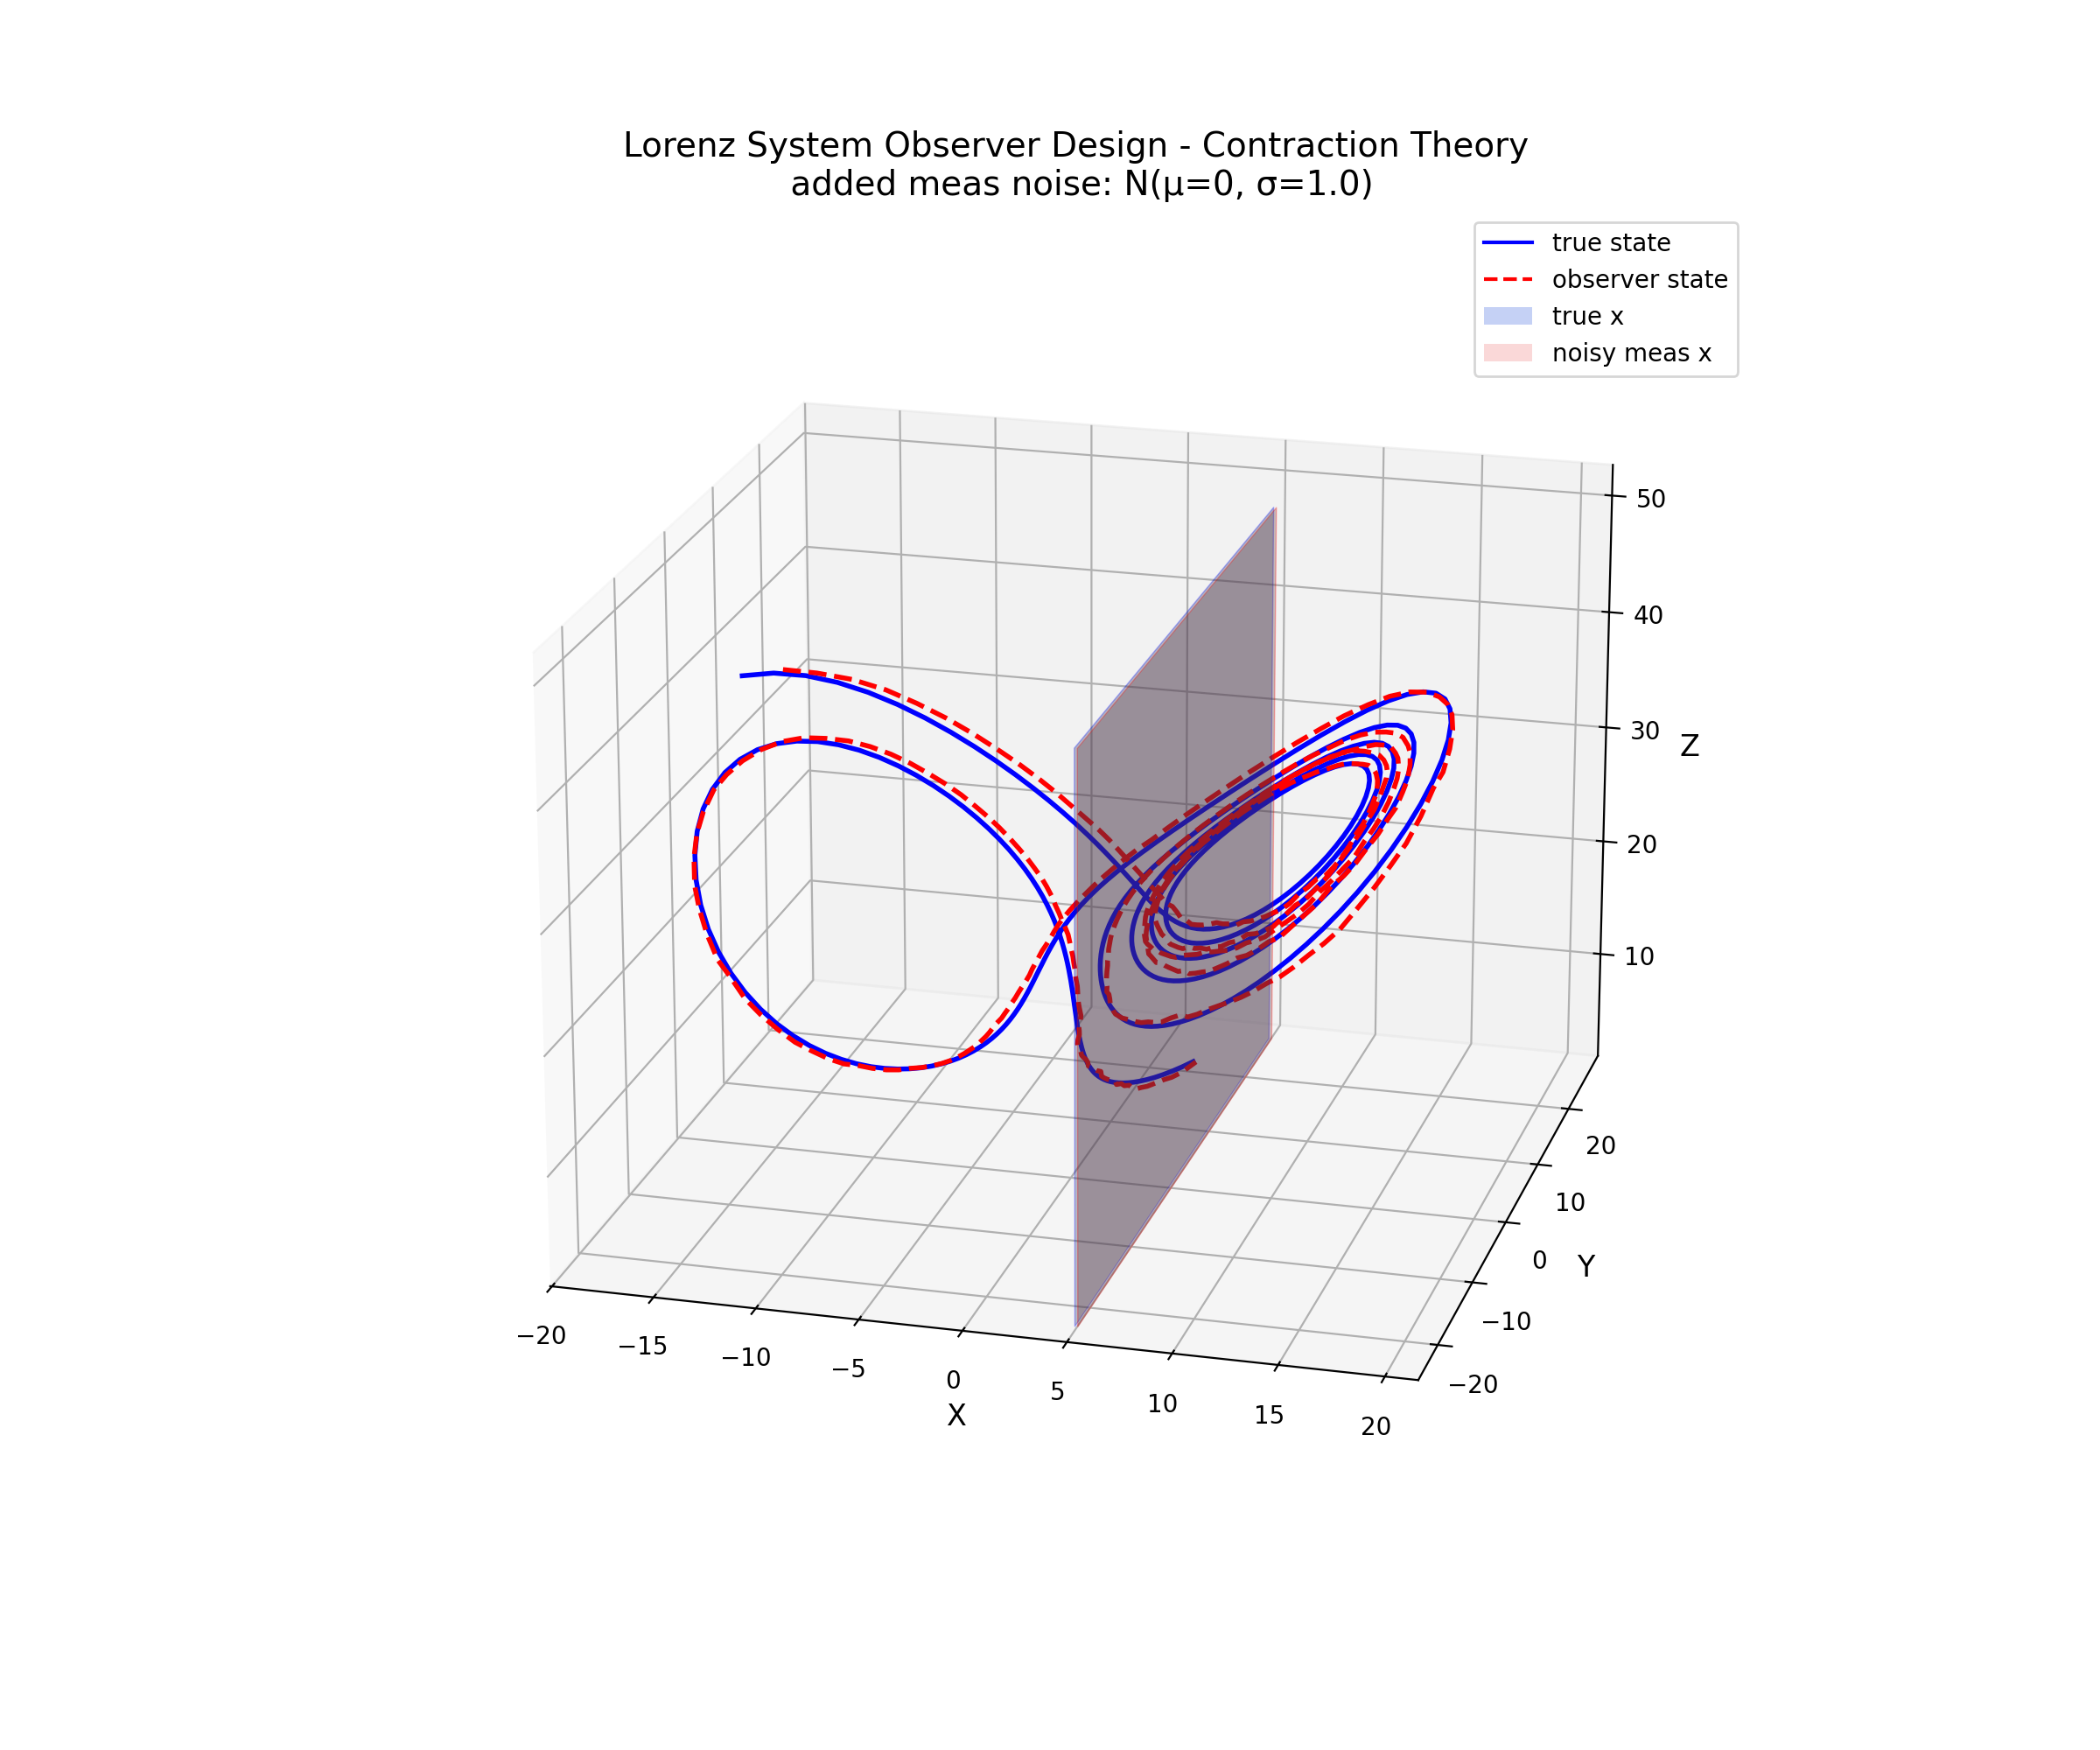 Lorenz System Observer Design - Contraction Theory
added meas noise: N(μ=0, σ=1.0)
true state
observer state
true x
noisy meas x
50
40
30
Z
20
10
20
10
0
Y
−10
−20
−20
−15
−10
−5
0
5
10
15
20
X